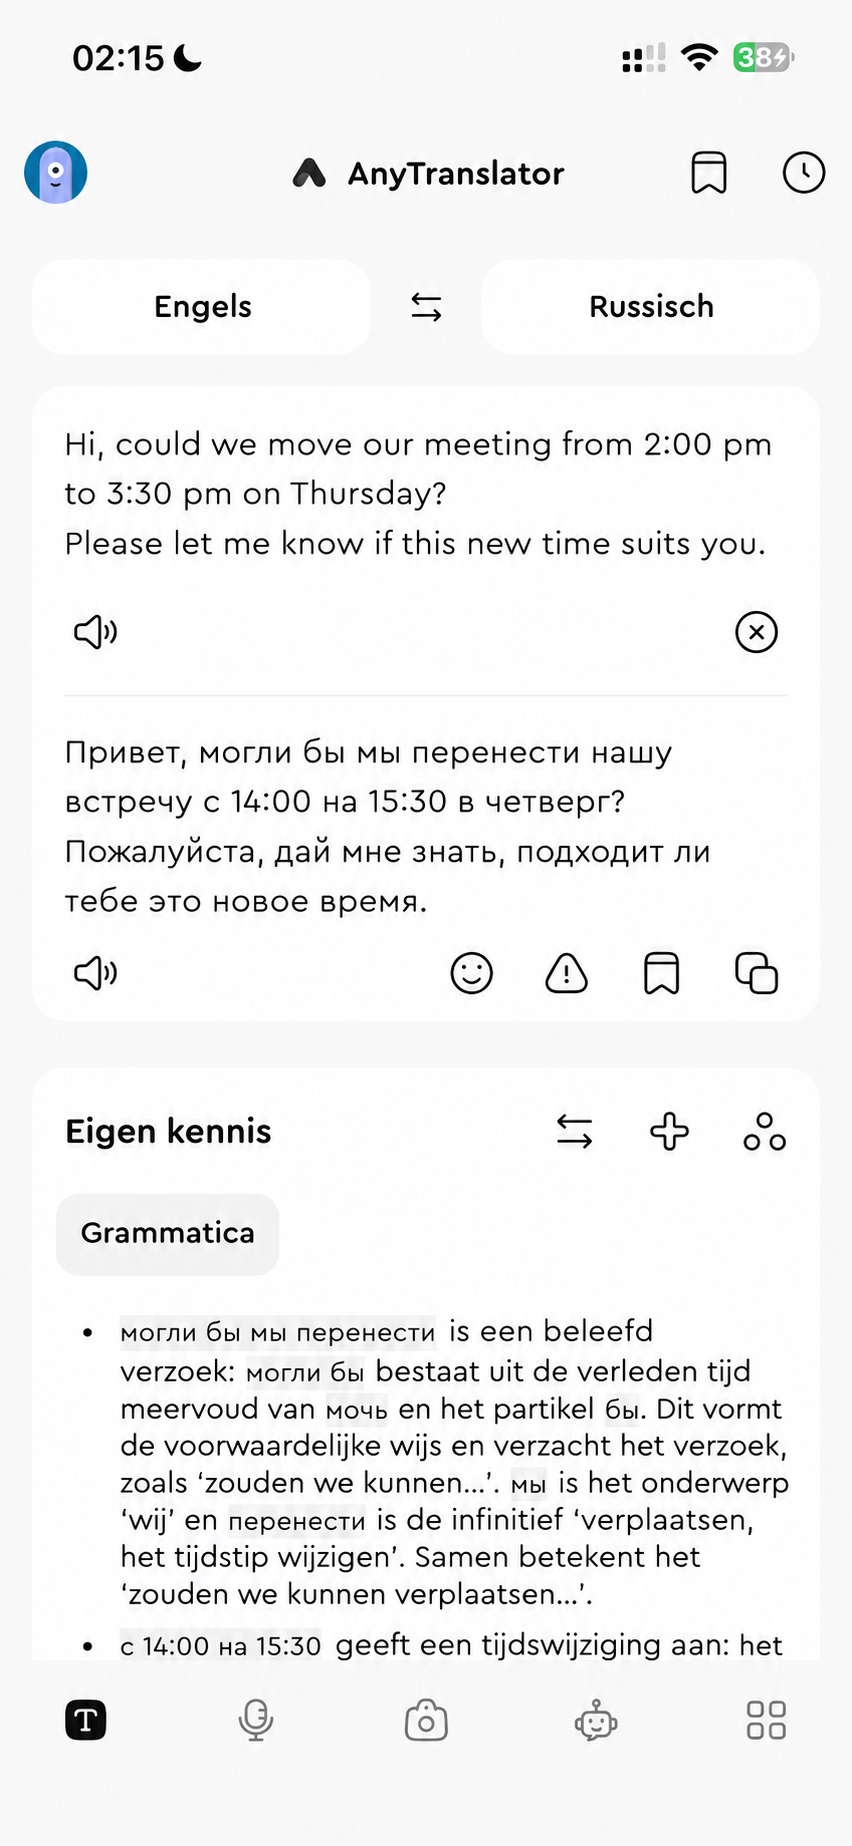 02:15
38
AnyTranslator
Engels
Russisch
Hi, could we move our meeting from 2:00 pm
to 3:30 pm on Thursday?
Please let me know if this new time suits you.
Привет, могли бы мы перенести нашу
встречу с 14:00 на 15:30 в четверг?
Пожалуйста, дай мне знать, подходит ли
тебе это новое время.
Eigen kennis
Grammatica
• могли бы мы перенести is een beleefd
verzoek: могли бы bestaat uit de verleden tijd
meervoud van мочь en het partikel бы. Dit vormt
de voorwaardelijke wijs en verzacht het verzoek,
zoals ‘zouden we kunnen...’. мы is het onderwerp
‘wij’ en перенести is de infinitief ‘verplaatsen,
het tijdstip wijzigen’. Samen betekent het
‘zouden we kunnen verplaatsen...’.
• с 14:00 на 15:30 geeft een tijdswijziging aan: het
T